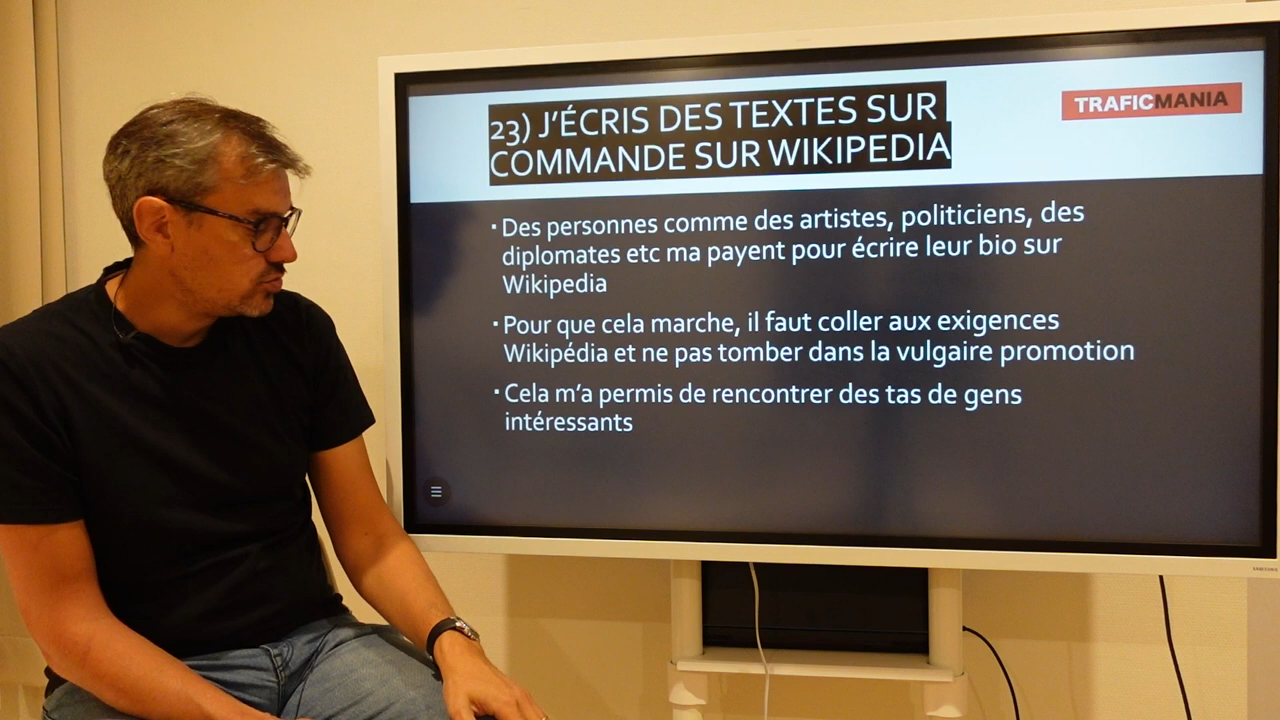 23) J'ÉCRIS DES TEXTES SUR
COMMANDE SUR WIKIPEDIA
TRAFICMANIA
▪ Des personnes comme des artistes, politiciens, des
diplomates etc ma payent pour écrire leur bio sur
Wikipedia
▪ Pour que cela marche, il faut coller aux exigences
Wikipédia et ne pas tomber dans la vulgaire promotion
▪ Cela m'a permis de rencontrer des tas de gens
intéressants
SAMSUNG